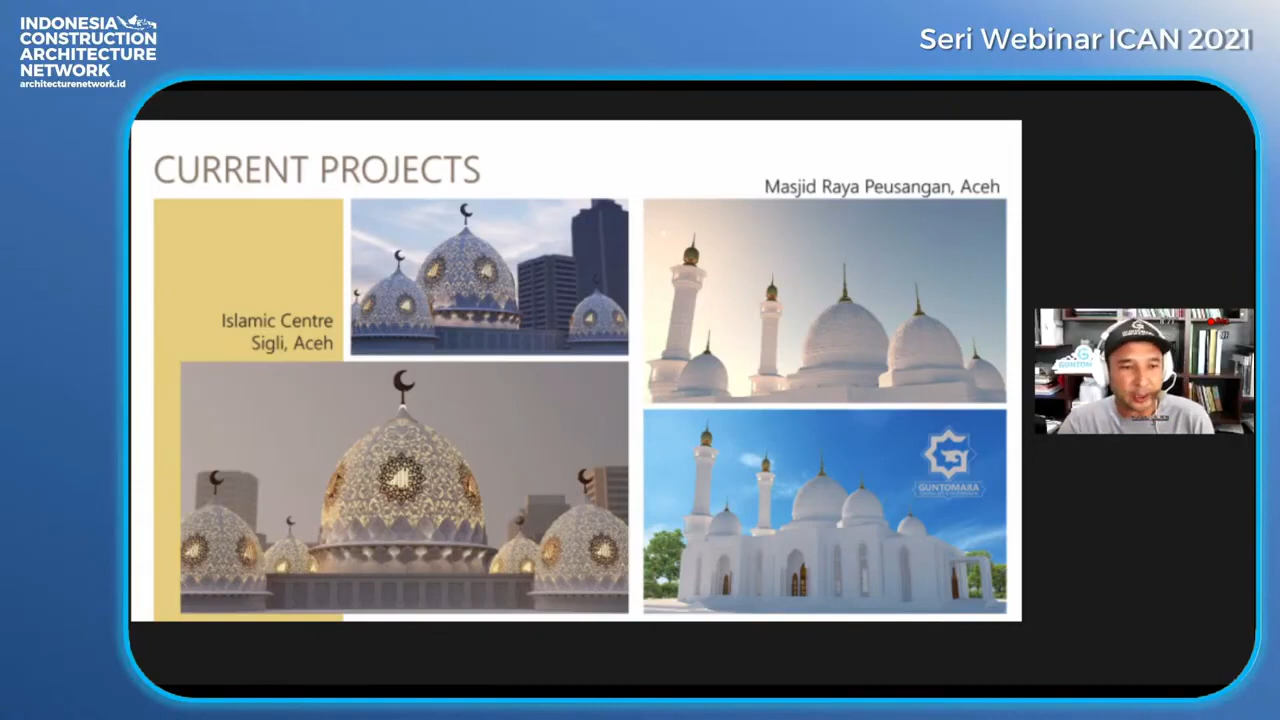 INDONESIA
CONSTRUCTION
ARCHITECTURE
NETWORK
architecturenetwork.id
Seri Webinar ICAN 2021
CURRENT PROJECTS
Masjid Raya Peusangan, Aceh
Islamic Centre
Sigli, Aceh
GUNTOMARA